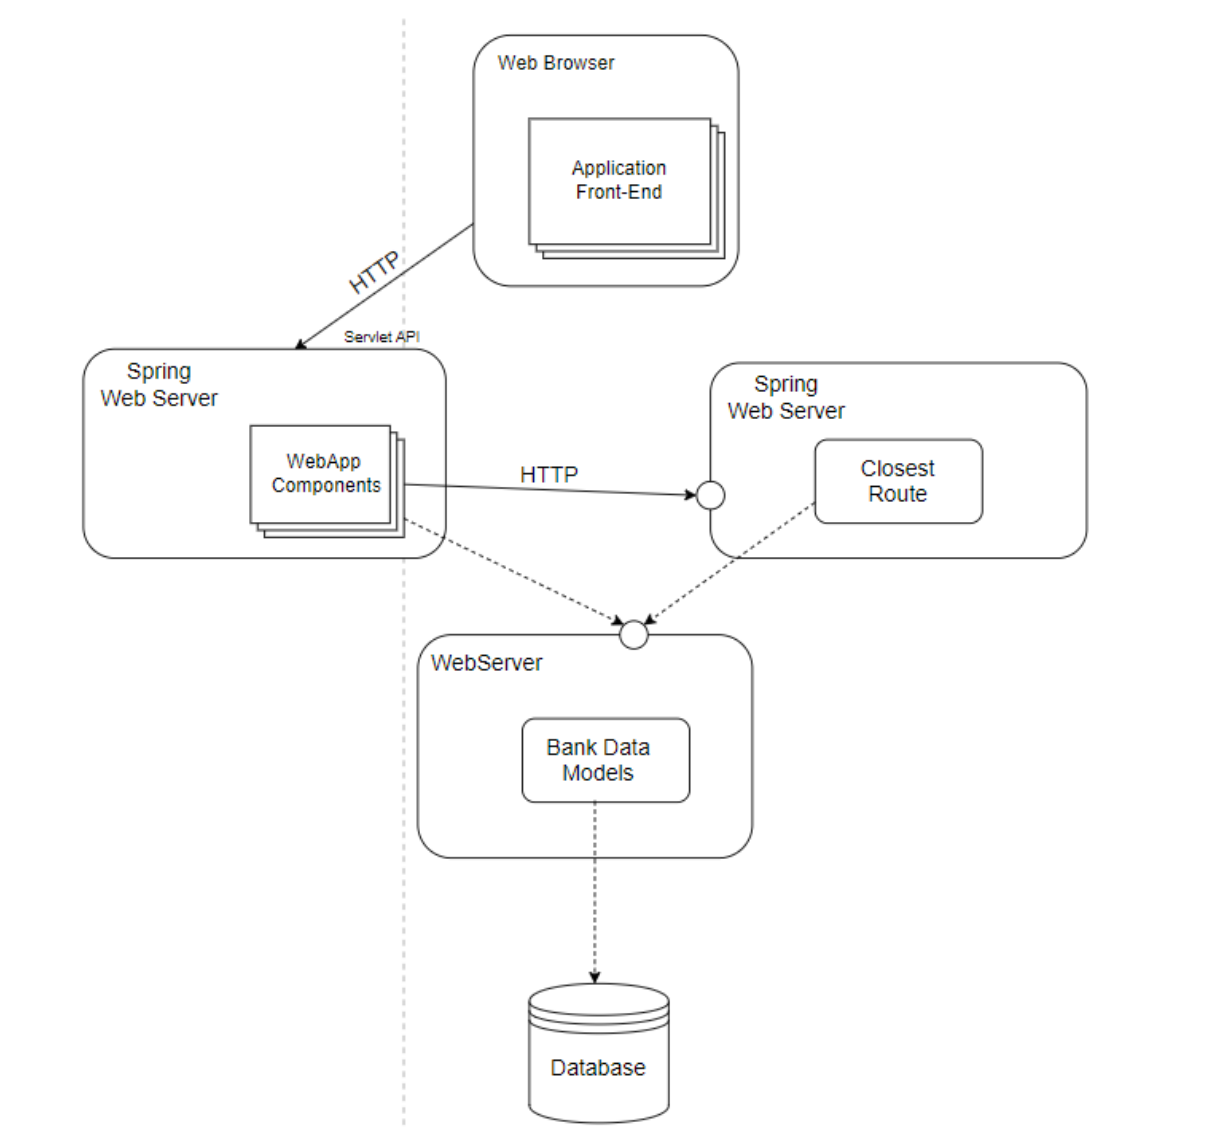 Web Browser
Application
Front-End
HTTP
Servlet API
Spring
Web Server
WebApp
Components
HTTP
Spring
Web Server
Closest
Route
WebServer
Bank Data
Models
Database